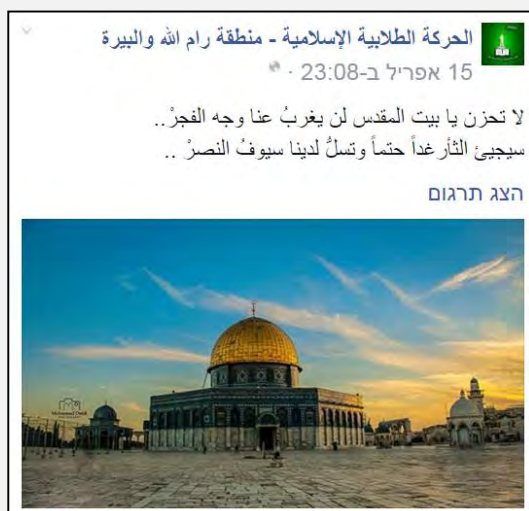 الحركة الطلابية الإسلامية - منطقة رام الله والبيرة
15 אפריל ב-23:08 ·
لا تحزن يا بيت المقدس لن يغربُ عنا وجه الفجرْ..
سيجيئ الثأرغداً حتماً وتسلُّ لدينا سيوفُ النصرْ ..
הצג תרגום